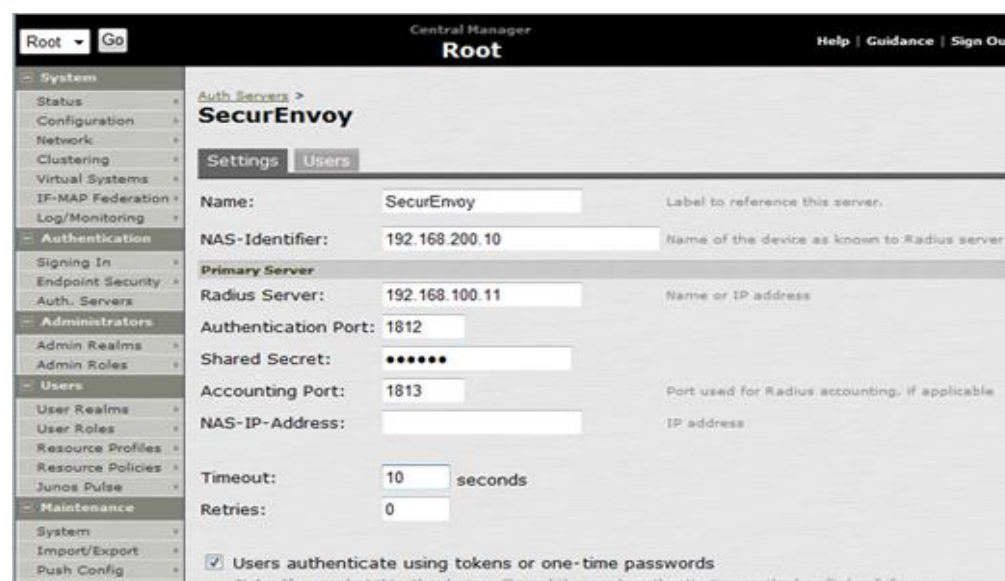 Root Go
Central Manager
Root
Help | Guidance | Sign Ou
System
Status
Configuration
Network
Clustering
Virtual Systems
IF-MAP Federation
Log/Monitoring
Authentication
Signing In
Endpoint Security
Auth. Servers
Administrators
Admin Realms
Admin Roles
Users
User Realms
User Roles
Resource Profiles
Resource Policies
Junos Pulse
Maintenance
System
Import/Export
Push Config
Auth Servers >
SecurEnvoy
Settings Users
Name: SecurEnvoy Label to reference this server.
NAS-Identifier: 192.168.200.10 Name of the device as known to Radius server
Primary Server
Radius Server: 192.168.100.11 Name or IP address
Authentication Port: 1812
Shared Secret: ●●●●●●
Accounting Port: 1813 Port used for Radius accounting, if applicable
NAS-IP-Address: IP address
Timeout: 10 seconds
Retries: 0
Users authenticate using tokens or one-time passwords